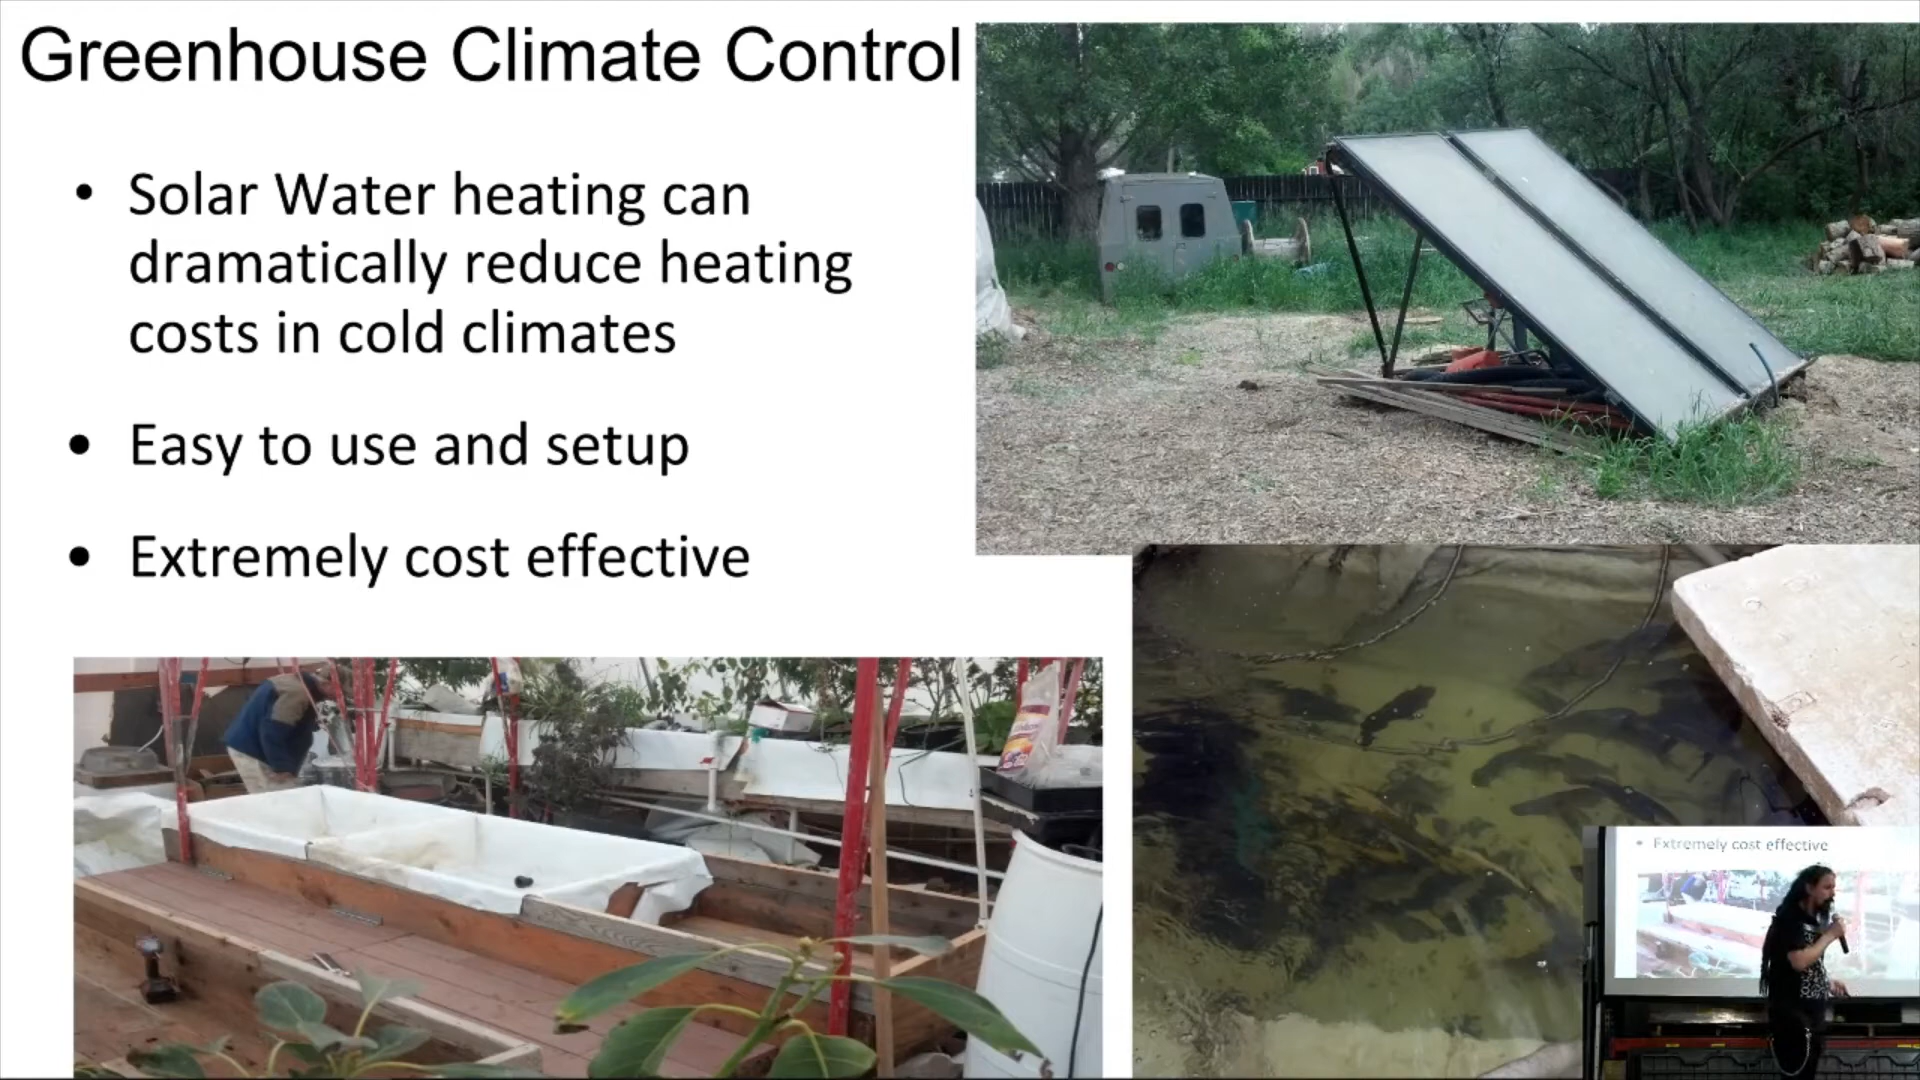 Greenhouse Climate Control
• Solar Water heating can
dramatically reduce heating
costs in cold climates
• Easy to use and setup
• Extremely cost effective
• Extremely cost effective